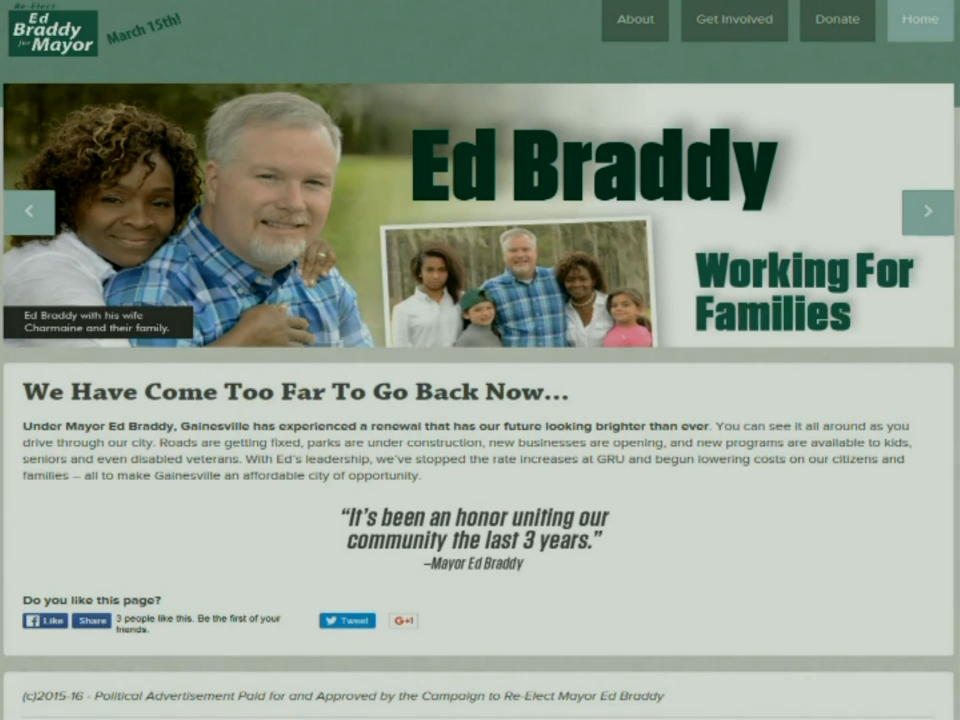 Re-Elect
Ed
Braddy
for Mayor
March 15th!
About
Get Involved
Donate
Home
Ed Braddy
Working For
Families
Ed Braddy with his wife
Charmaine and their family.
We Have Come Too Far To Go Back Now...
Under Mayor Ed Braddy, Gainesville has experienced a renewal that has our future looking brighter than ever. You can see it all around as you
drive through our city. Roads are getting fixed, parks are under construction, new businesses are opening, and new programs are available to kids,
seniors and even disabled veterans. With Ed's leadership, we've stopped the rate increases at GRU and begun lowering costs on our citizens and
families – all to make Gainesville an affordable city of opportunity.
“It's been an honor uniting our
community the last 3 years.”
–Mayor Ed Braddy
Do you like this page?
Like
Share
3 people like this. Be the first of your
friends.
Tweet
G+1
(c)2015-16 - Political Advertisement Paid for and Approved by the Campaign to Re-Elect Mayor Ed Braddy